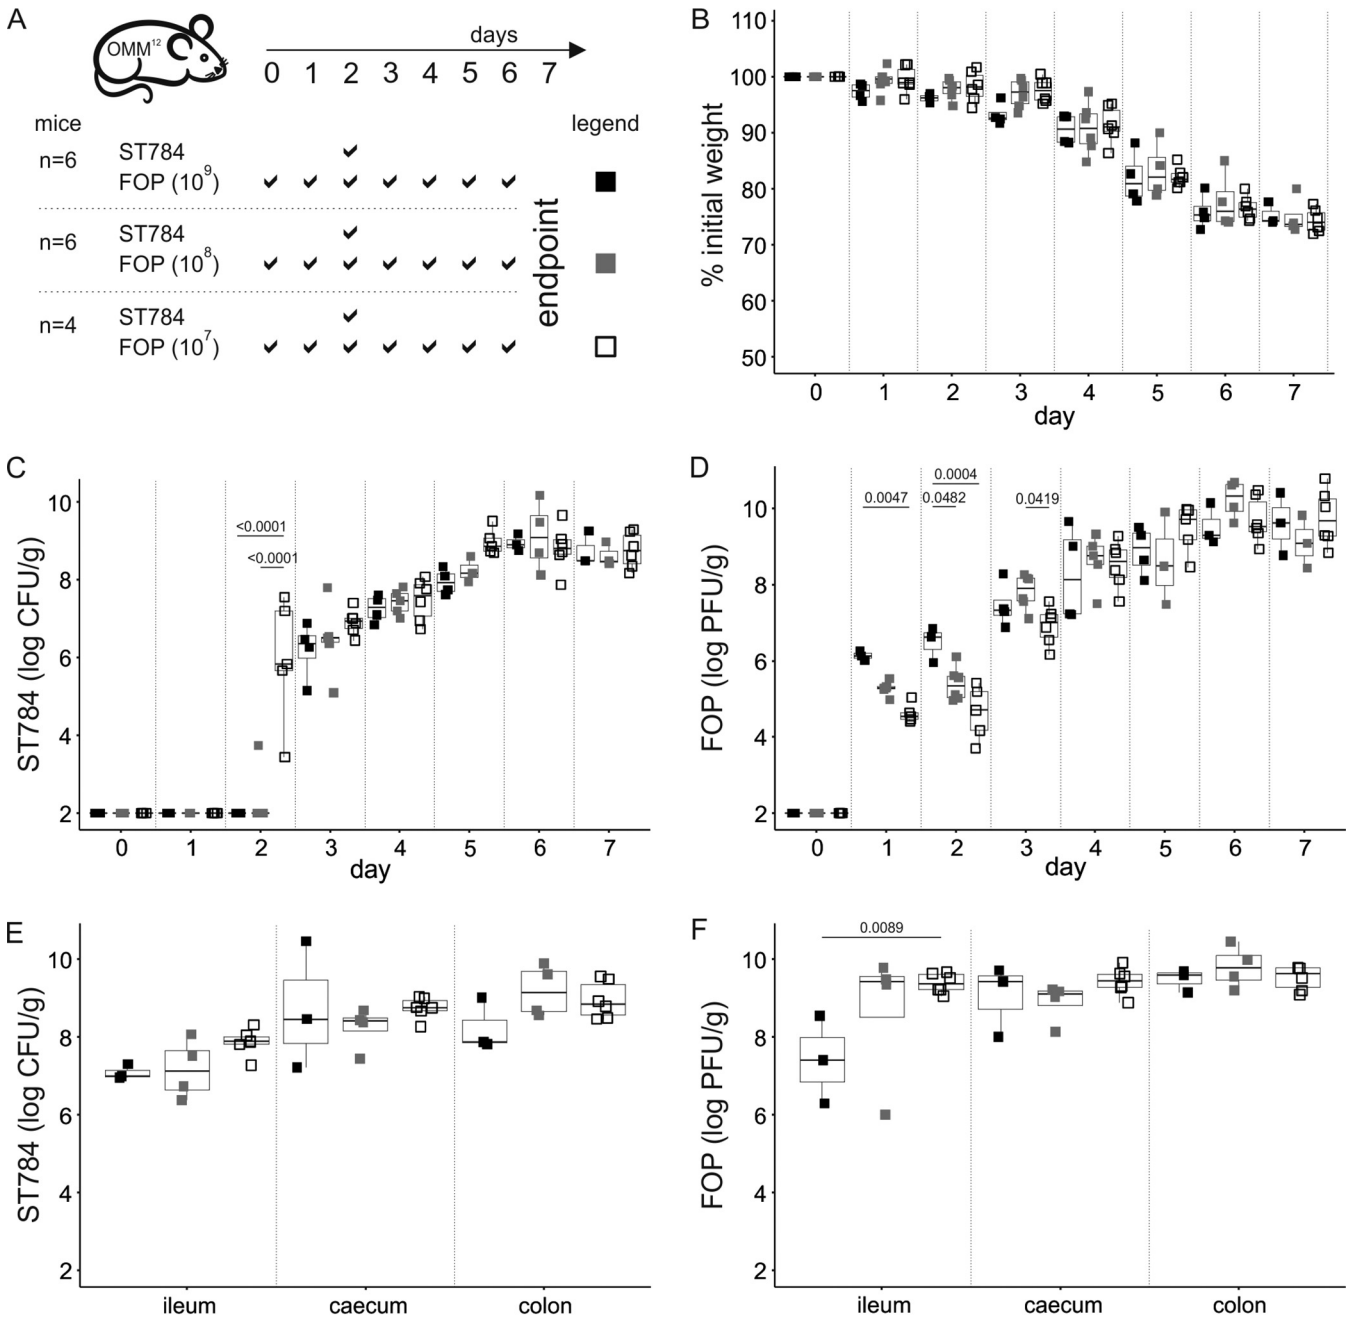 A
OMM¹²
days
0 1 2 3 4 5 6 7
mice
legend
n=6
ST784
FOP (10⁹)
n=6
ST784
FOP (10⁸)
n=4
ST784
FOP (10⁷)
endpoint
B
% initial weight
110
100
90
80
70
60
50
0 1 2 3 4 5 6 7
day
C
ST784 (log CFU/g)
10
8
6
4
2
<0.0001
<0.0001
0 1 2 3 4 5 6 7
day
D
FOP (log PFU/g)
10
8
6
4
2
0.0004
0.0047
0.0482
0.0419
0 1 2 3 4 5 6 7
day
E
ST784 (log CFU/g)
10
8
6
4
2
ileum caecum colon
F
FOP (log PFU/g)
10
8
6
4
2
0.0089
ileum caecum colon